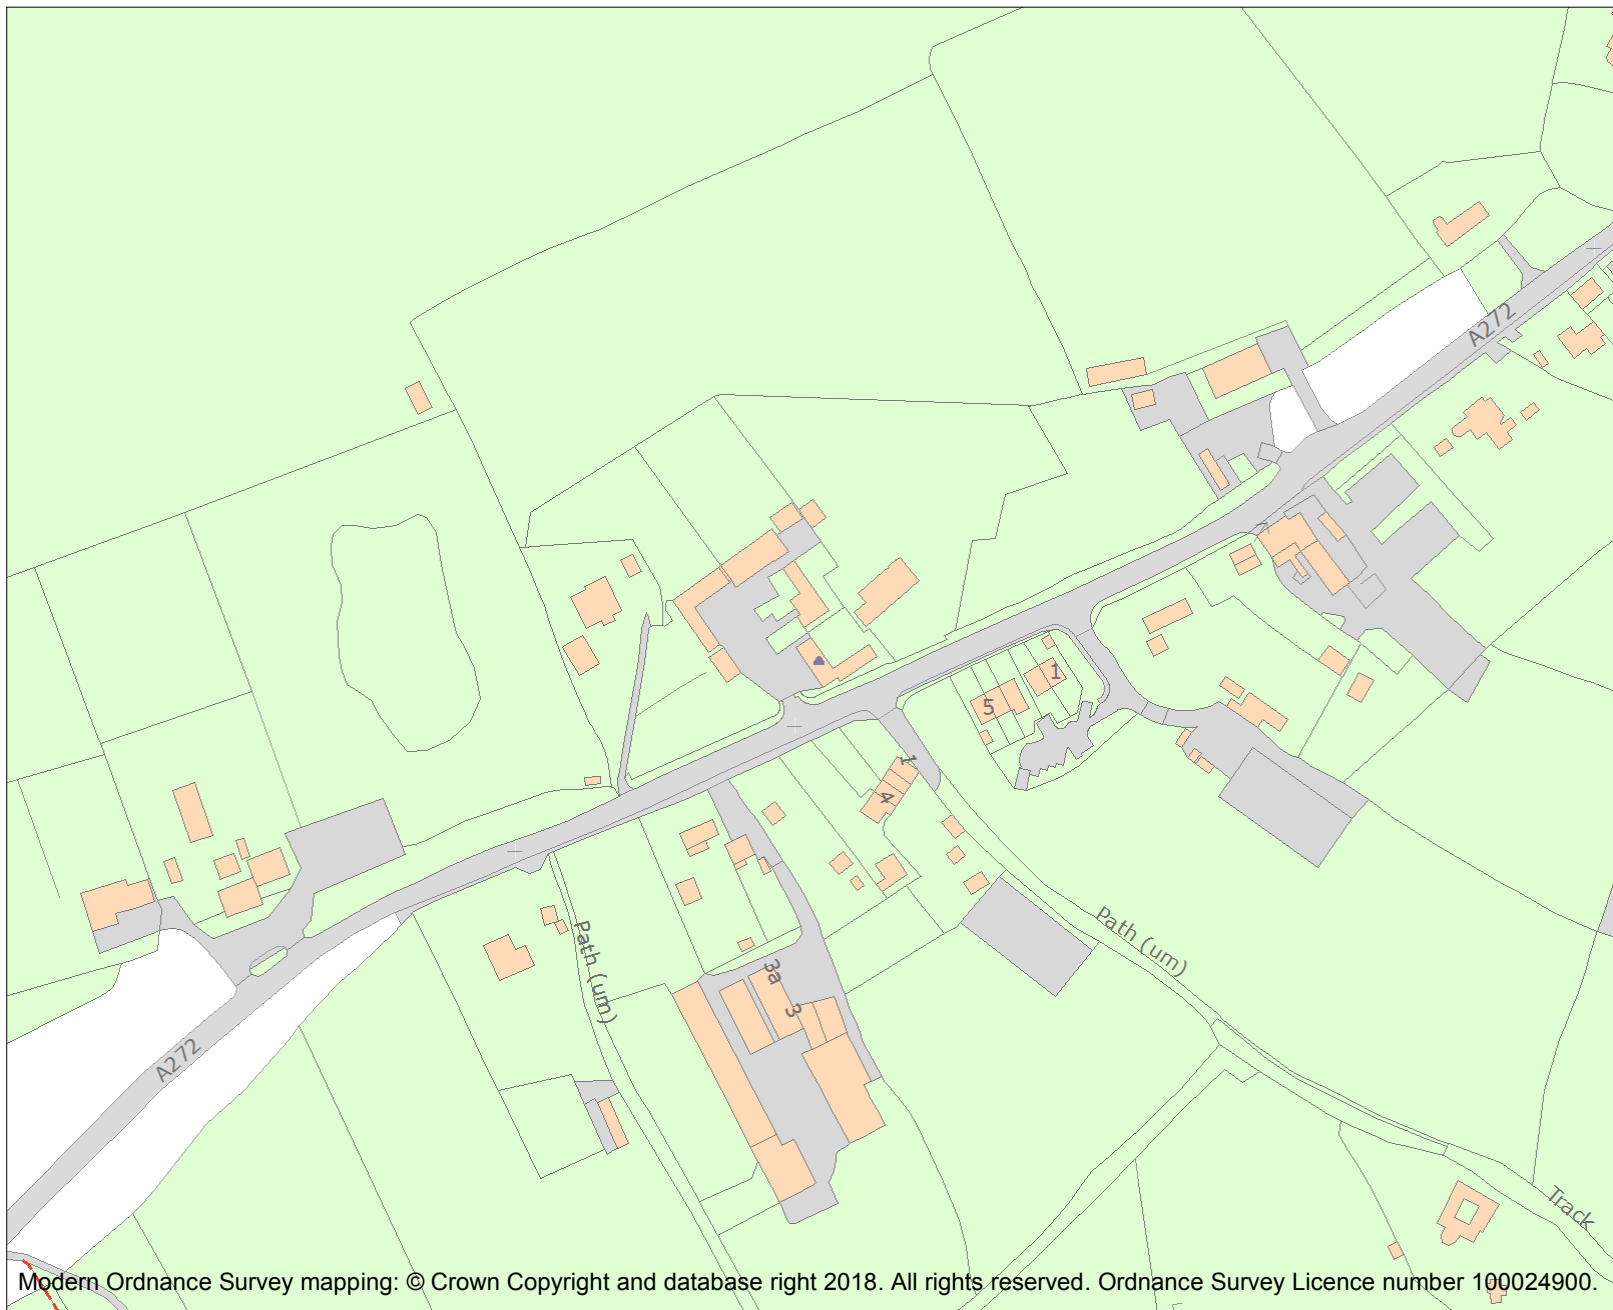 A272
7
1
5
1
4
Path (um)
Path (um)
3a
3
A272
Track
Modern Ordnance Survey mapping: © Crown Copyright and database right 2018. All rights reserved. Ordnance Survey Licence number 100024900.